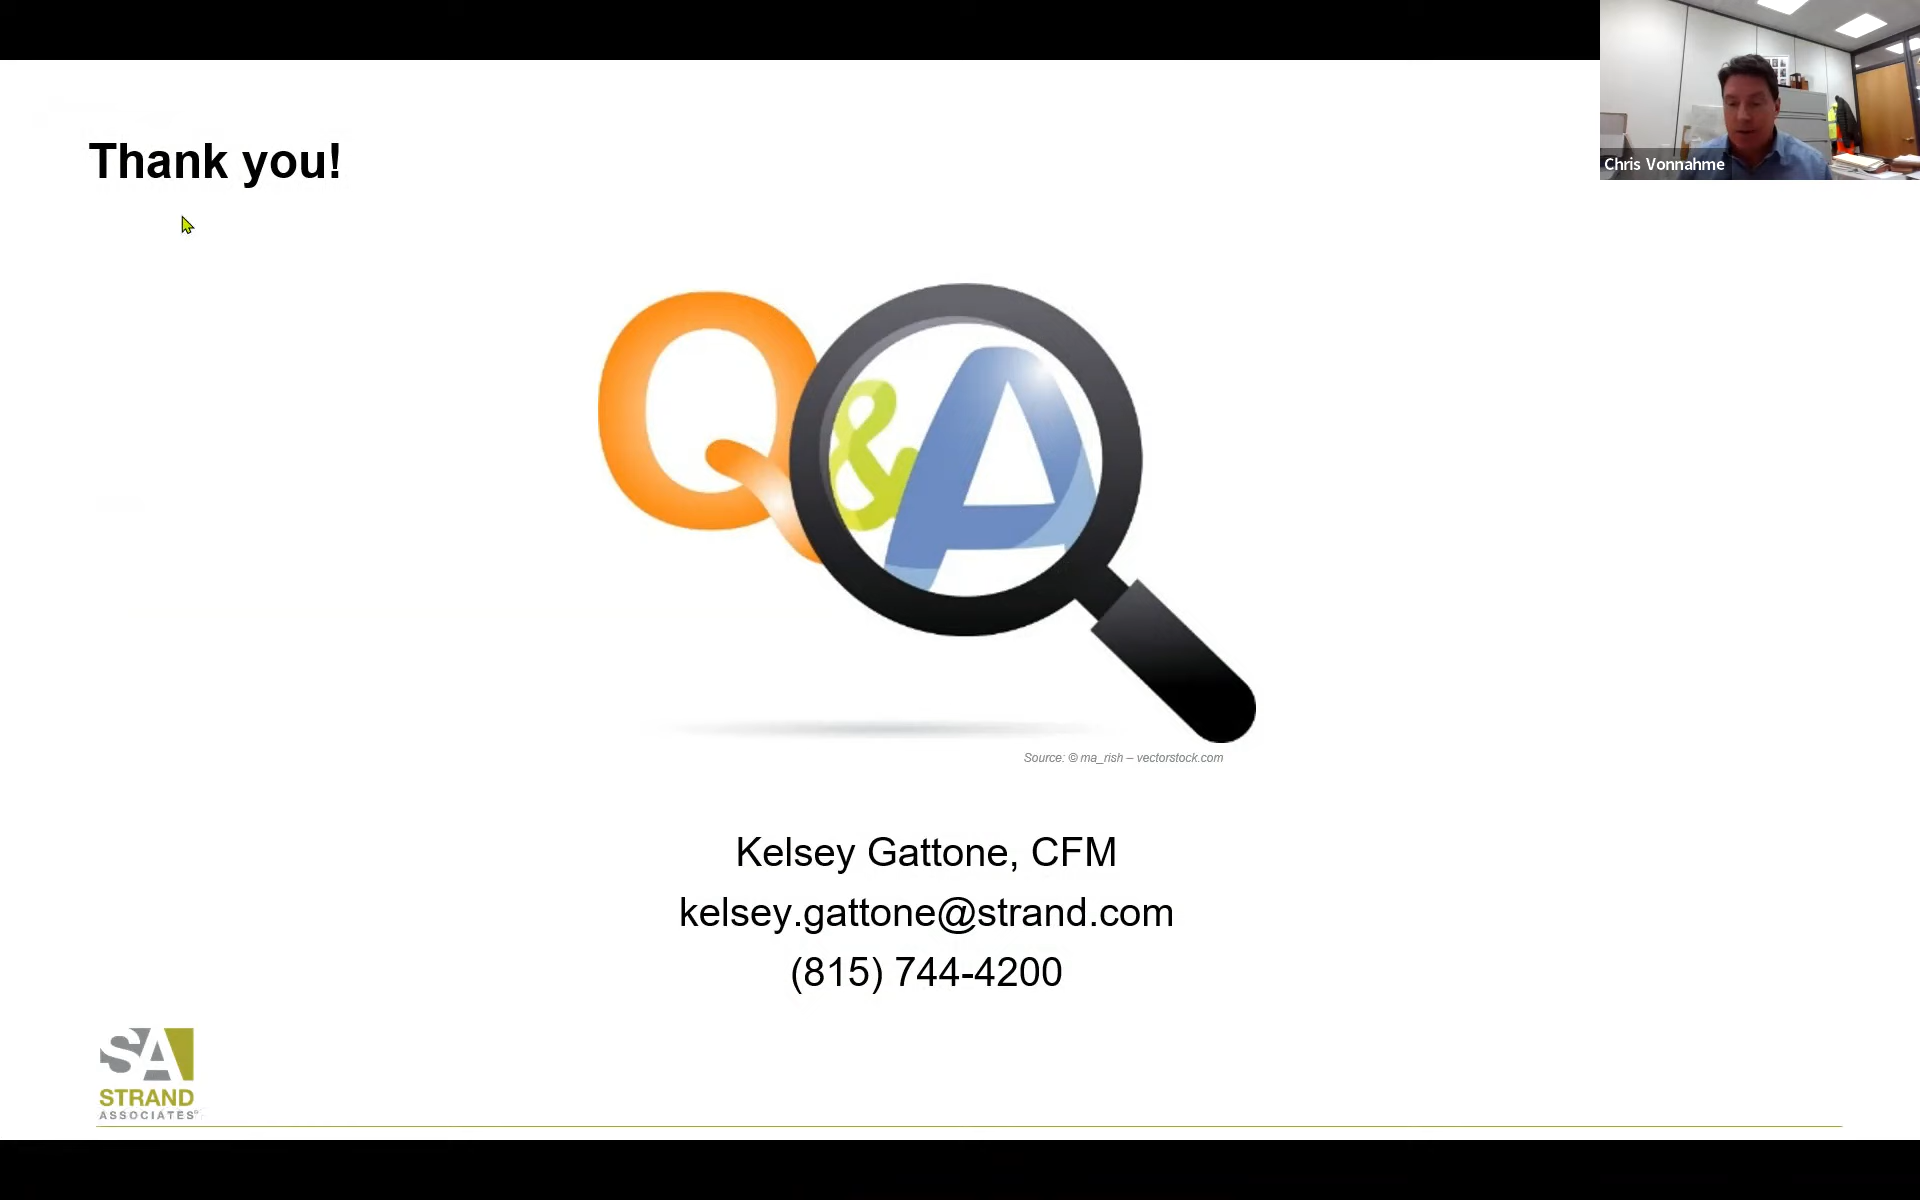 Thank you!
Chris Vonnahme
Q&A
Source: © ma_rish – vectorstock.com
Kelsey Gattone, CFM
kelsey.gattone@strand.com
(815) 744-4200
SA
STRAND
ASSOCIATES®